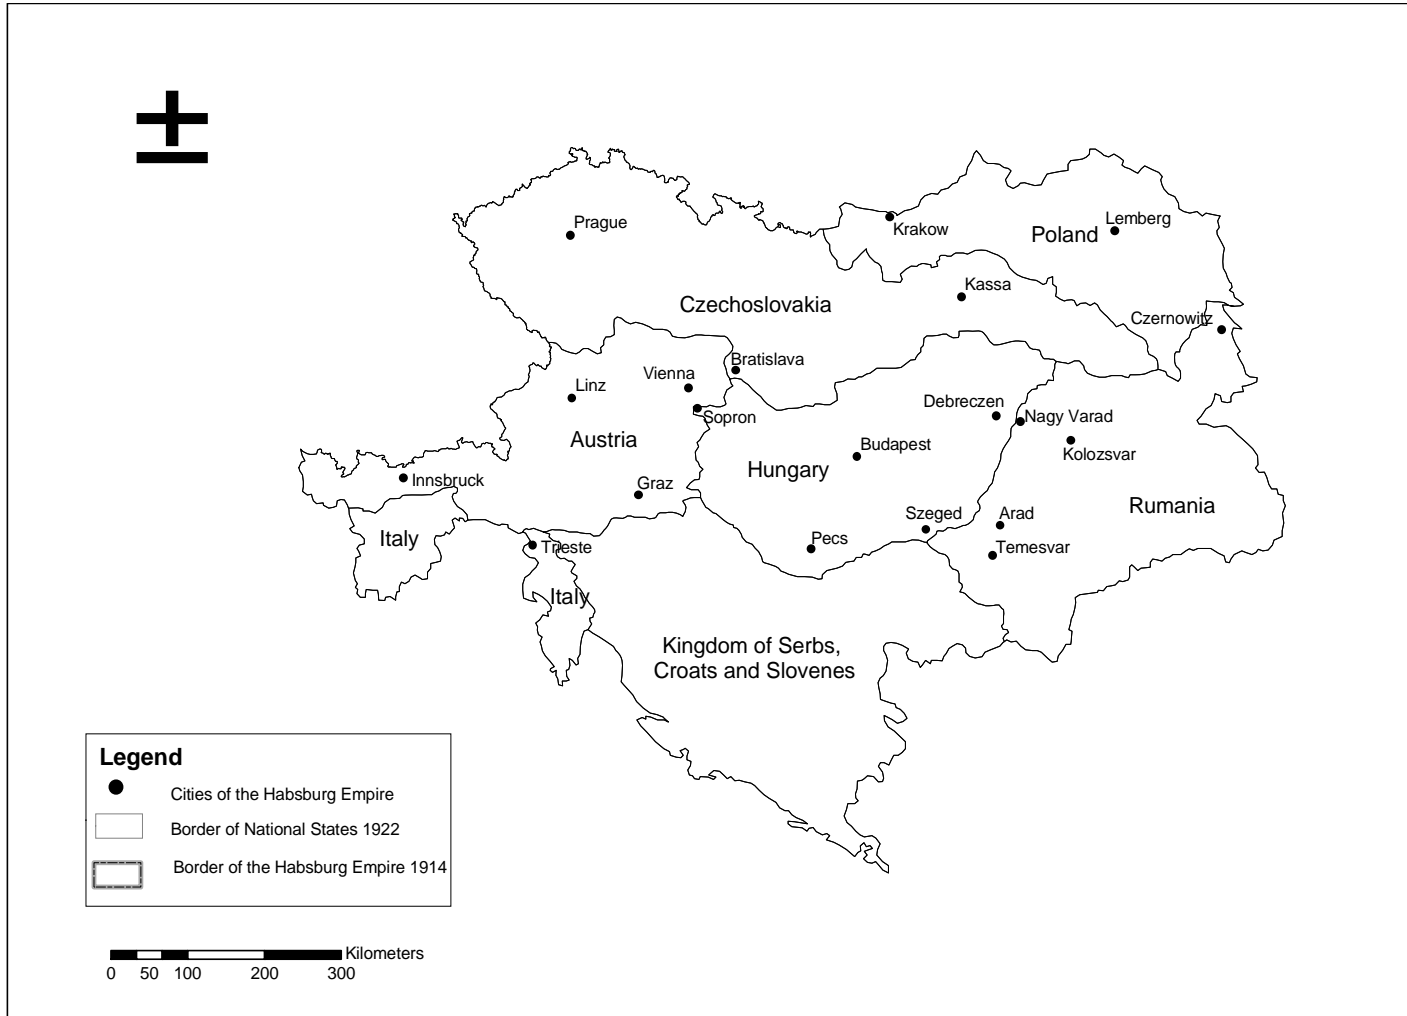 ±
Prague
Krakow
Lemberg
Poland
Kassa
Czechoslovakia
Czernowitz
Bratislava
Vienna
Linz
Sopron
Debreczen
Nagy Varad
Austria
Budapest
Kolozsvar
Hungary
Innsbruck
Graz
Rumania
Szeged
Arad
Italy
Pecs
Trieste
Temesvar
Italy
Kingdom of Serbs,
Croats and Slovenes
Legend
Cities of the Habsburg Empire
Border of National States 1922
Border of the Habsburg Empire 1914
Kilometers
0 50 100 200 300